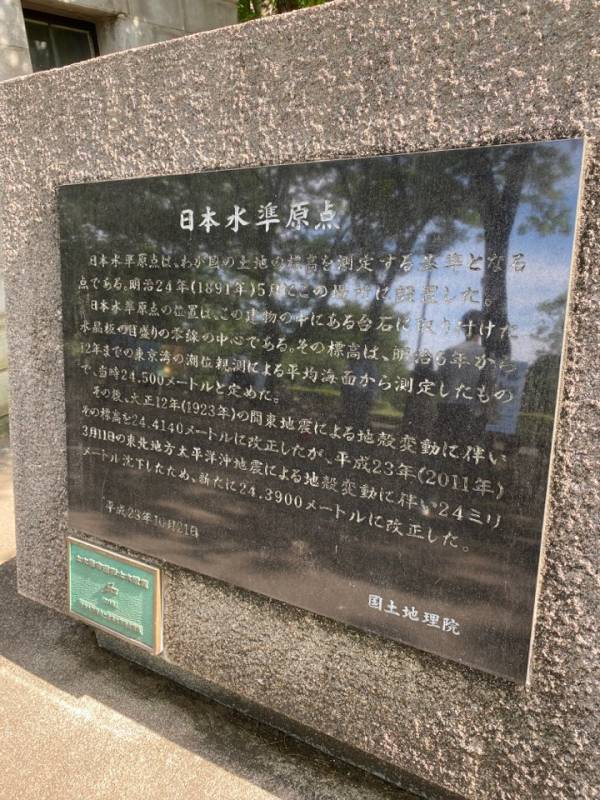 日本水準原点
日本水準原点は、わが国の土地の標高を測定する基準となる
点である。明治24年(1891年)5月にこの場所に設置した。
日本水準原点の位置は、この建物の中にある台石に取り付けた
水晶板の目盛りの零線の中心である。その標高は、明治6年から
12年までの東京湾の潮位観測による平均海面から測定したもの
で、当時24.500メートルと定めた。
その後、大正12年(1923年)の関東地震による地殻変動に伴い
その標高を24.4140メートルに改正したが、平成23年(2011年)
3月11日の東北地方太平洋沖地震による地殻変動に伴い24ミリ
メートル沈下したため、新たに24.3900メートルに改正した。
平成23年10月21日
国土地理院